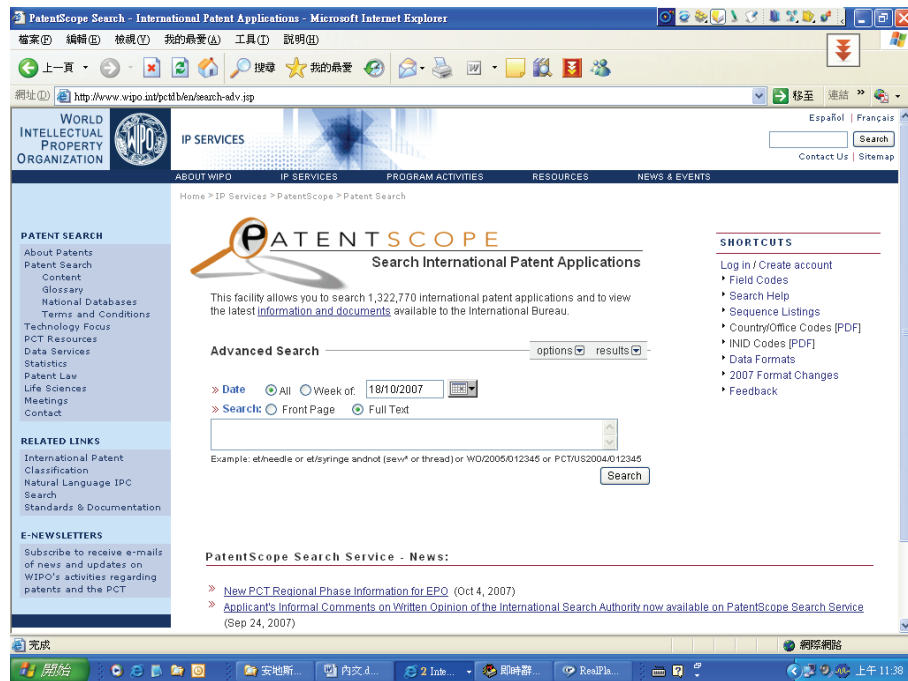 PatentScope Search - International Patent Applications - Microsoft Internet Explorer
檔案(F) 編輯(E) 檢視(V) 我的最愛(A) 工具(T) 說明(H)
上一頁 搜尋 我的最愛
網址(D) http://www.wipo.int/pctdb/en/search-adv.jsp 移至 連結 »
WORLD
INTELLECTUAL
PROPERTY
ORGANIZATION
WIPO
IP SERVICES
Español | Français
Search
Contact Us | Sitemap
ABOUT WIPO IP SERVICES PROGRAM ACTIVITIES RESOURCES NEWS & EVENTS
Home > IP Services > PatentScope > Patent Search
PATENT SEARCH
About Patents
Patent Search
Content
Glossary
National Databases
Terms and Conditions
Technology Focus
PCT Resources
Data Services
Statistics
Patent Law
Life Sciences
Meetings
Contact
RELATED LINKS
International Patent
Classification
Natural Language IPC
Search
Standards & Documentation
E-NEWSLETTERS
Subscribe to receive e-mails
of news and updates on
WIPO's activities regarding
patents and the PCT
PATENTSCOPE
Search International Patent Applications
This facility allows you to search 1,322,770 international patent applications and to view
the latest information and documents available to the International Bureau.
Advanced Search options results
» Date All Week of: 18/10/2007
» Search: Front Page Full Text
Example: et/needle or et/syringe andnot (sew* or thread) or WO/2005/012345 or PCT/US2004/012345
Search
PatentScope Search Service - News:
» New PCT Regional Phase Information for EPO (Oct 4, 2007)
» Applicant's Informal Comments on Written Opinion of the International Search Authority now available on PatentScope Search Service
(Sep 24, 2007)
SHORTCUTS
Log in / Create account
Field Codes
Search Help
Sequence Listings
Country/Office Codes [PDF]
INID Codes [PDF]
Data Formats
2007 Format Changes
Feedback
完成 網際網路
開始 安地斯... 內文.d... 2 Inte... 即時群... RealPla... 上午 11:38